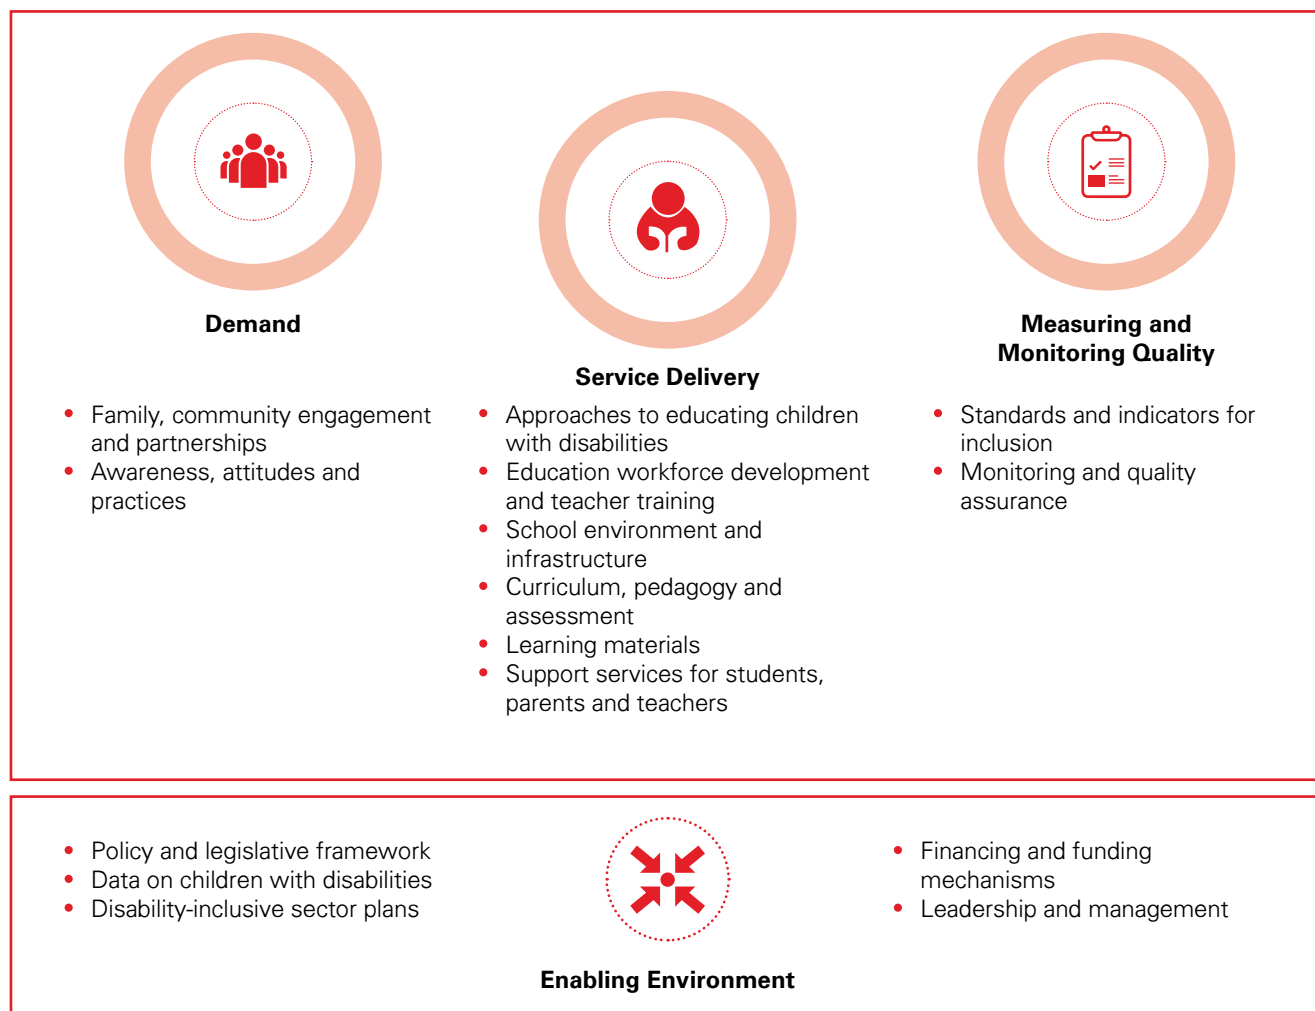 Demand
• Family, community engagement
and partnerships
• Awareness, attitudes and
practices
Service Delivery
• Approaches to educating children
with disabilities
• Education workforce development
and teacher training
• School environment and
infrastructure
• Curriculum, pedagogy and
assessment
• Learning materials
• Support services for students,
parents and teachers
Measuring and
Monitoring Quality
• Standards and indicators for
inclusion
• Monitoring and quality
assurance
• Policy and legislative framework
• Data on children with disabilities
• Disability-inclusive sector plans
Enabling Environment
• Financing and funding
mechanisms
• Leadership and management